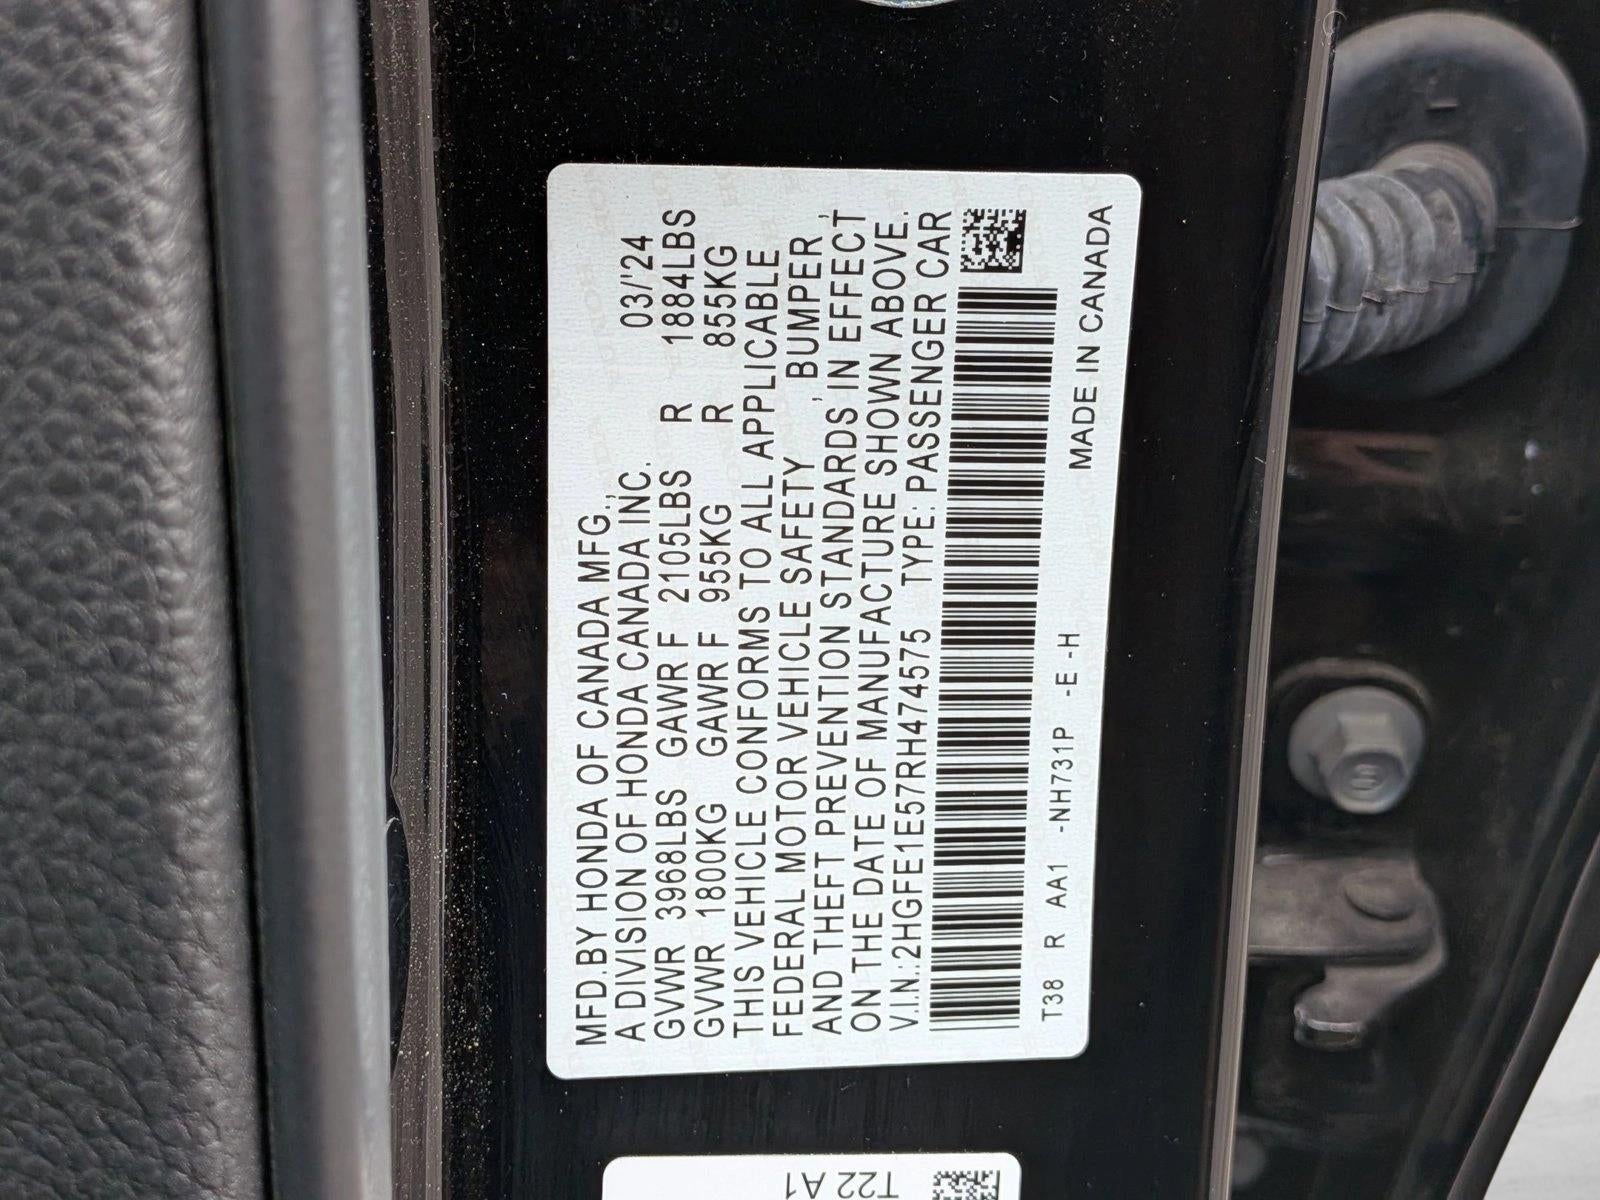 MFD.BY HONDA OF CANADA MFG., 03/'24
A DIVISION OF HONDA CANADA INC.
GVWR 3968LBS GAWR F 2105LBS R 1884LBS
GVWR 1800KG GAWR F 955KG R 855KG
THIS VEHICLE CONFORMS TO ALL APPLICABLE
FEDERAL MOTOR VEHICLE SAFETY , BUMPER ,
AND THEFT PREVENTION STANDARDS IN EFFECT
ON THE DATE OF MANUFACTURE SHOWN ABOVE.
V.I.N.:2HGFE1E57RH474575 TYPE: PASSENGER CAR
T38 R AA1 -NH731P -E -H MADE IN CANADA
T22 A1